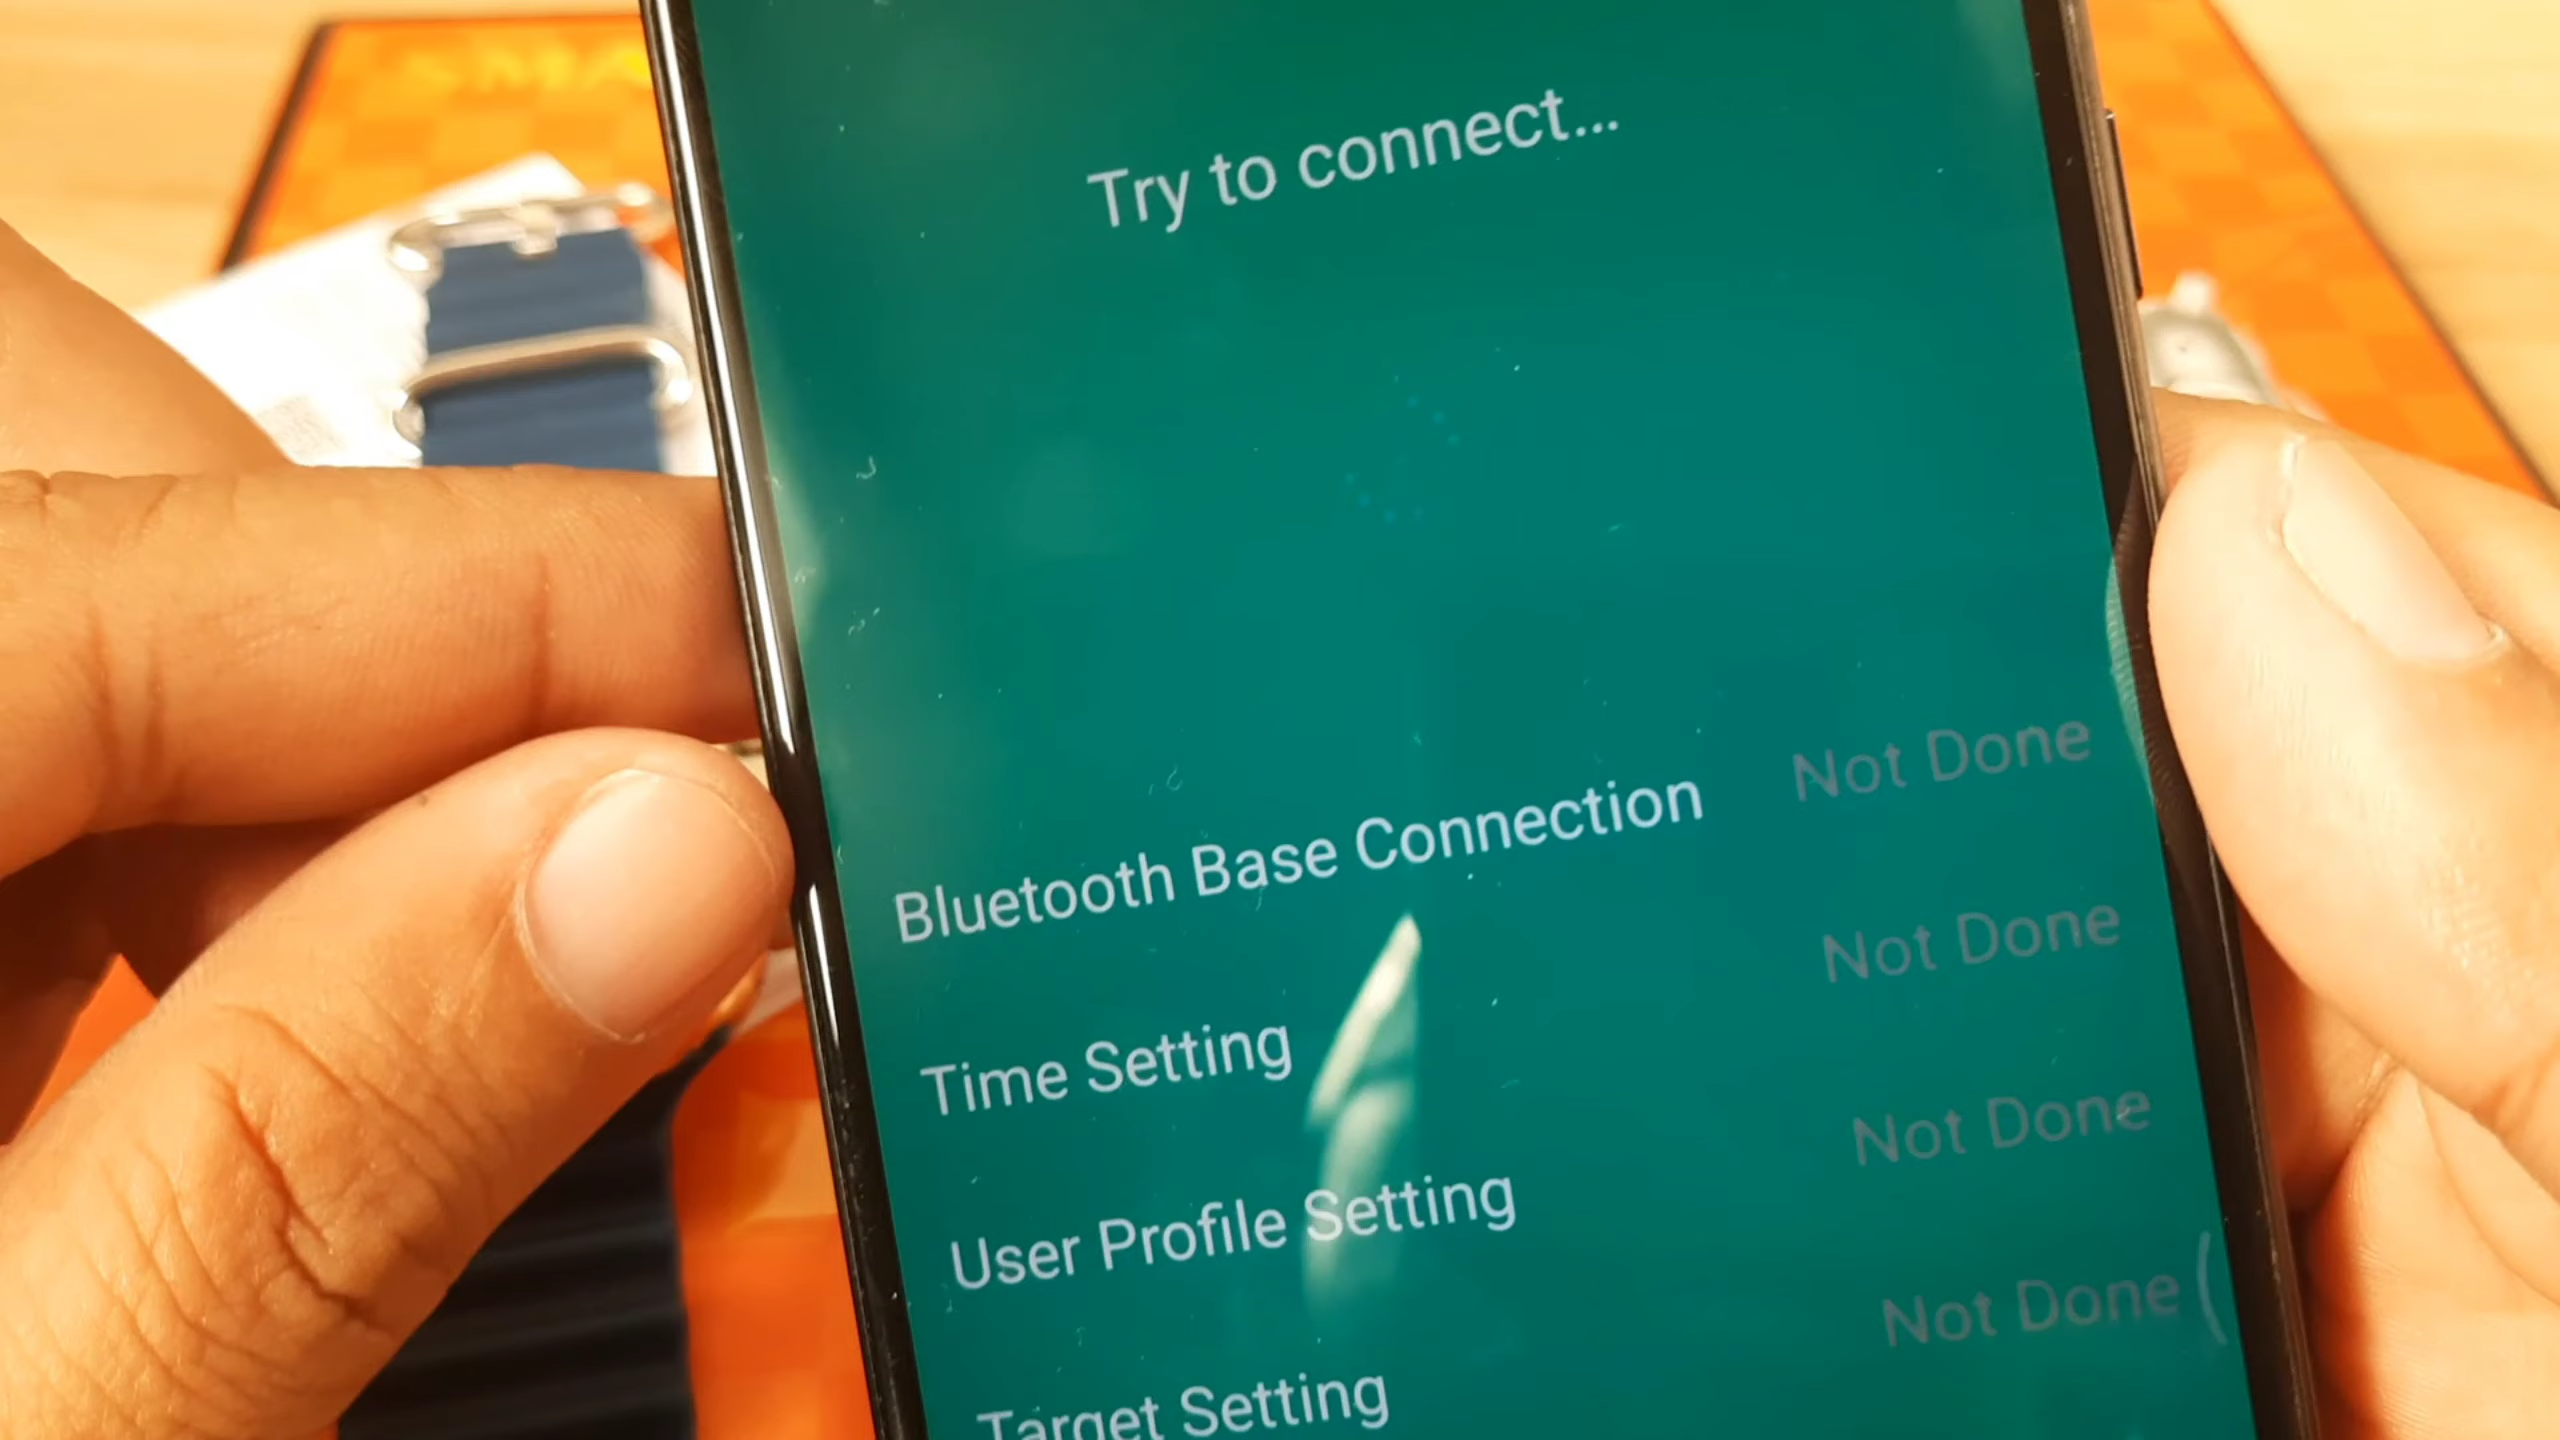 SMA
Try to connect...
Bluetooth Base Connection Not Done
Time Setting Not Done
User Profile Setting Not Done
Target Setting Not Done